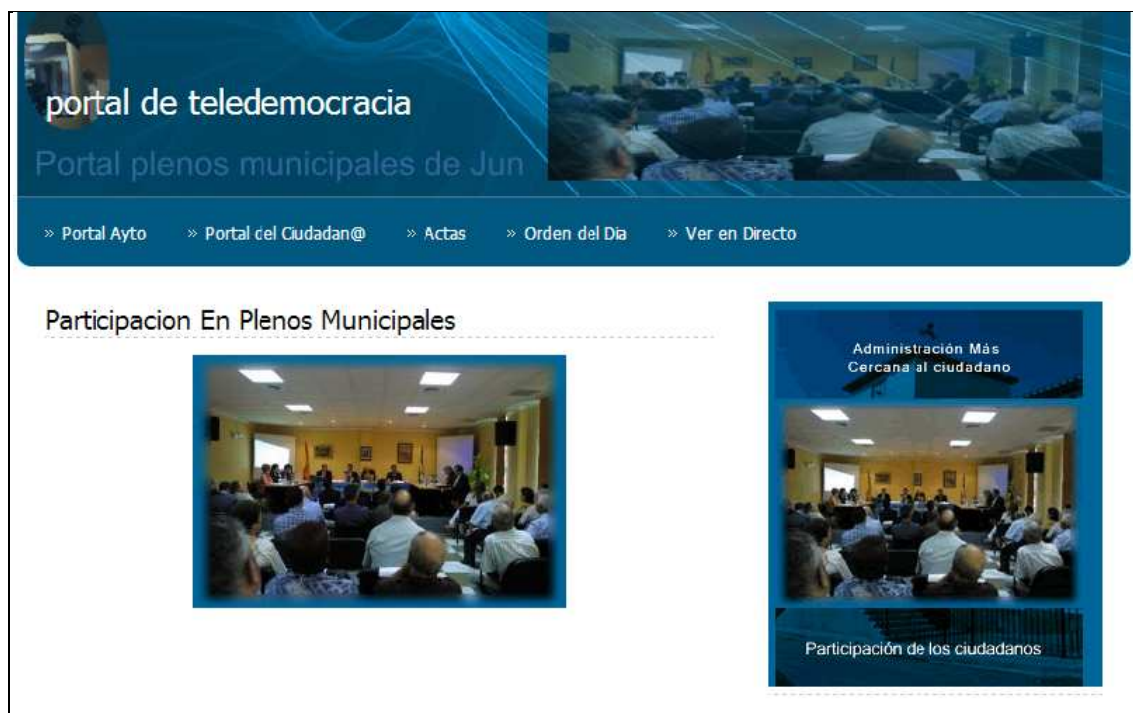 portal de teledemocracia
Portal plenos municipales de Jun
» Portal Ayto » Portal del Ciudadan@ » Actas » Orden del Dia » Ver en Directo
Participacion En Plenos Municipales
Administración Más
Cercana al ciudadano
Participación de los ciudadanos